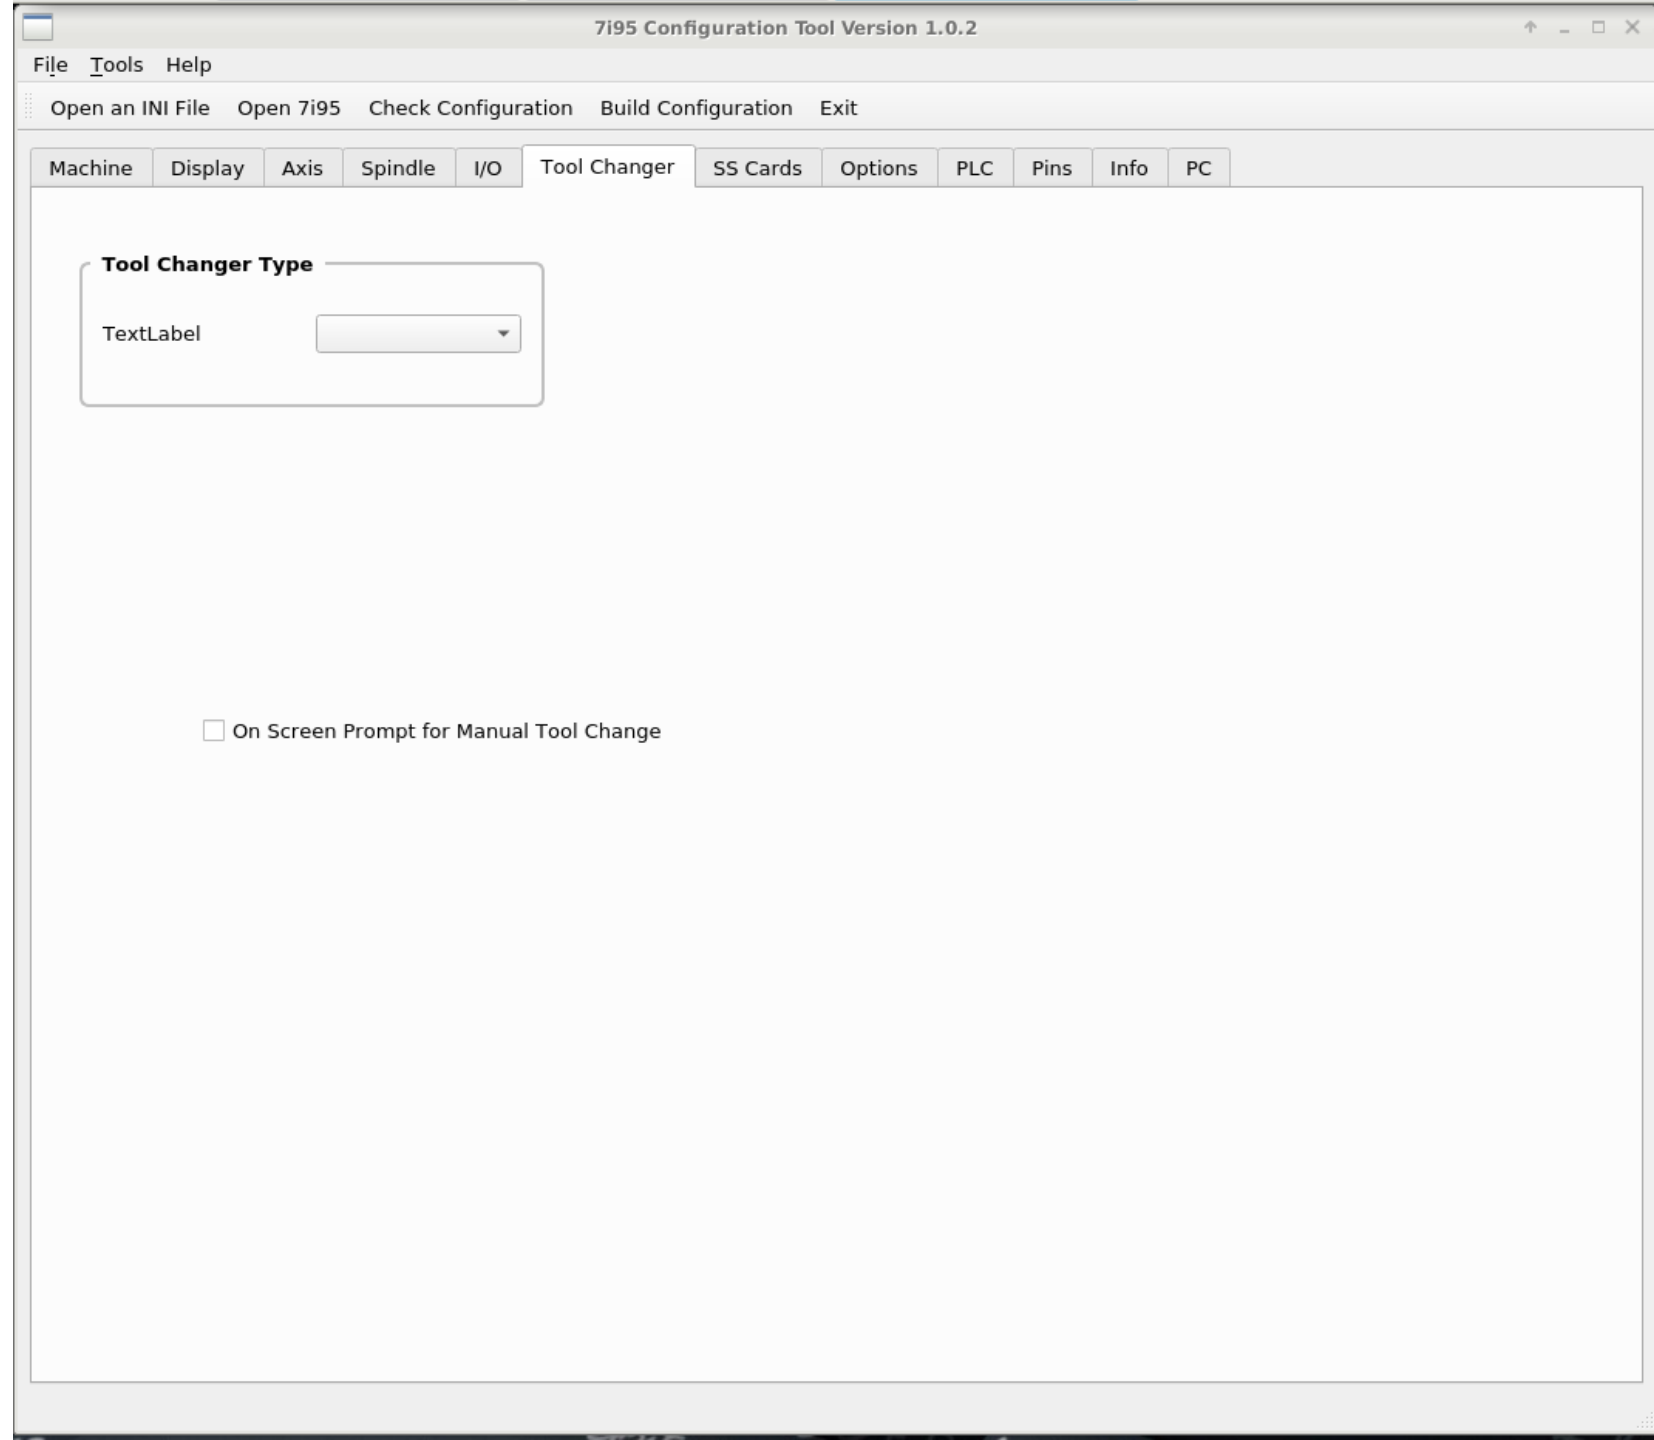 7i95 Configuration Tool Version 1.0.2
File Tools Help
Open an INI File Open 7i95 Check Configuration Build Configuration Exit
Machine Display Axis Spindle I/O Tool Changer SS Cards Options PLC Pins Info PC
Tool Changer Type
TextLabel
On Screen Prompt for Manual Tool Change